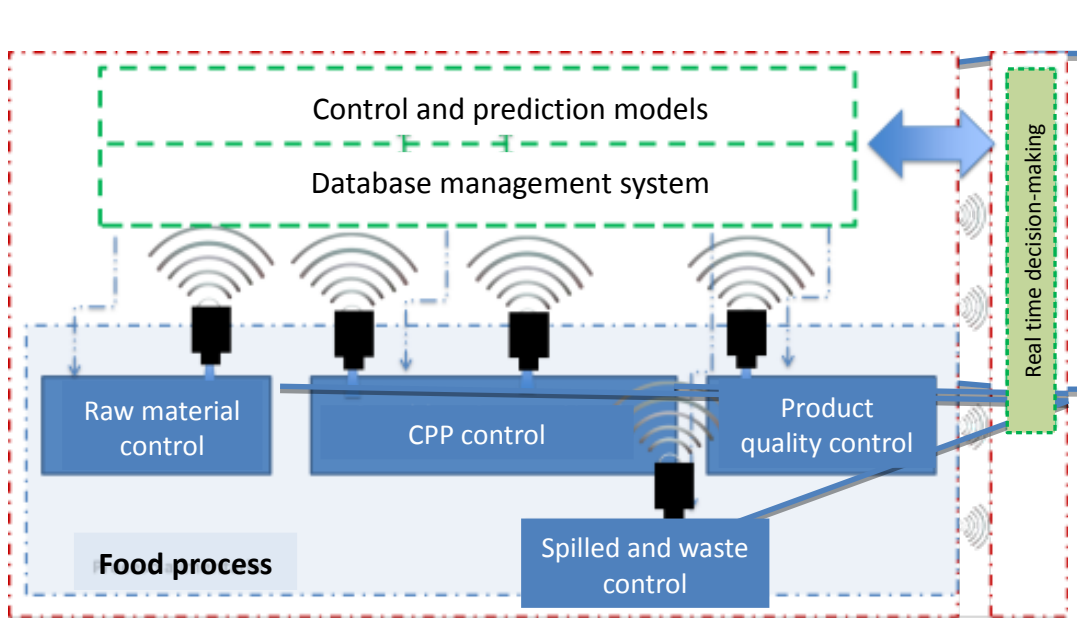 Control and prediction models
Database management system
Real time decision-making
Raw material
control
CPP control
Product
quality control
Spilled and waste
control
Food process